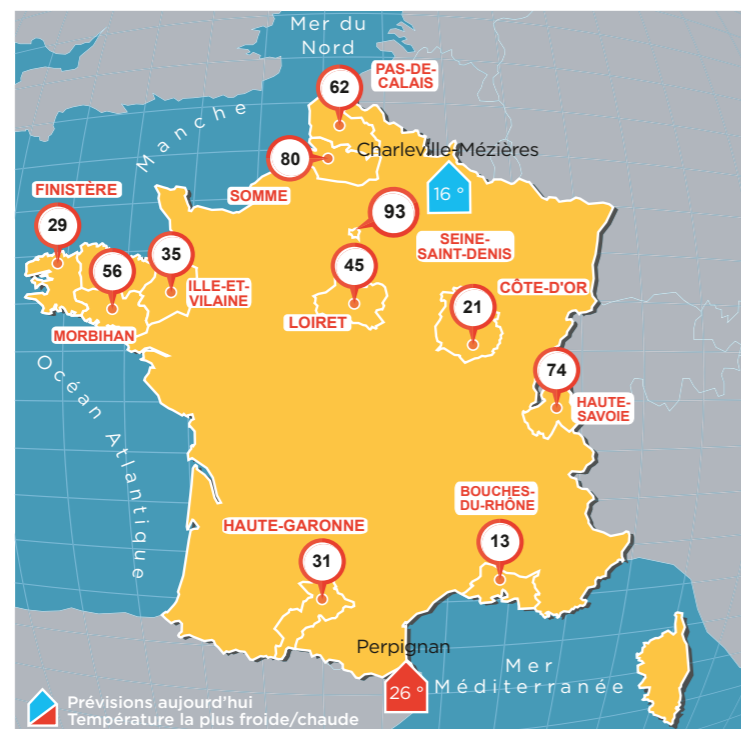 Mer du
Nord
PAS-DE-
CALAIS
62
Manche
80
Charleville-Mézières
16 °
SOMME
FINISTÈRE
29
93
SEINE-
SAINT-DENIS
35
ILLE-ET-
VILAINE
56
MORBIHAN
45
LOIRET
CÔTE-D'OR
21
74
HAUTE-
SAVOIE
Océan Atlantique
BOUCHES-
DU-RHÔNE
13
HAUTE-GARONNE
31
Perpignan
26 °
Mer
Méditerranée
Prévisions aujourd'hui
Température la plus froide/chaude